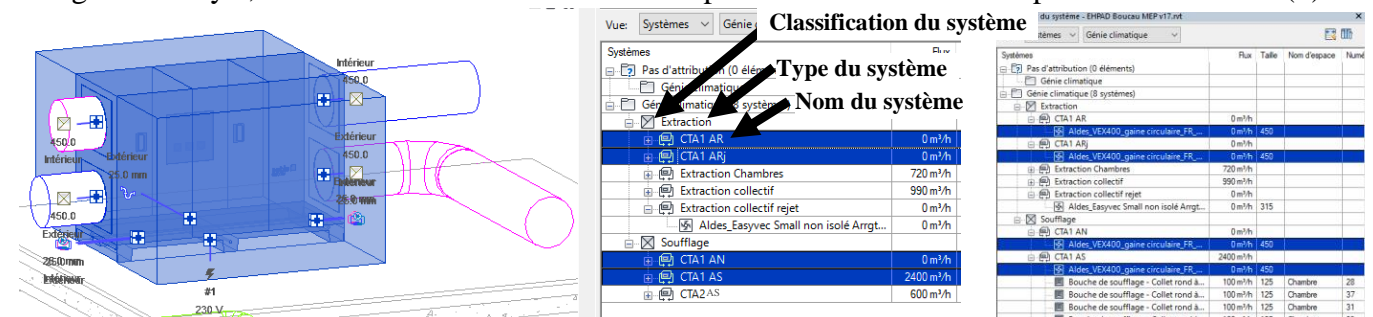 Intérieur
450.0
450.0
Intérieur
Extérieur
25.0 mm
Extérieur
450.0
450.0
Extérieur
#1
230 V
Vue:
Systèmes
Génie
Classification du système
Systèmes
Flux
Pas d'attribution (0 éléments)
Type du système
Génie climatique
Nom du système
Génie climatique (8 systèmes)
Extraction
CTA1 AR 0 m³/h
CTA1 ARj 0 m³/h
Extraction Chambres 720 m³/h
Extraction collectif 990 m³/h
Extraction collectif rejet 0 m³/h
Aldes_Easyvec Small non isolé Arrgt... 0 m³/h
Soufflage
CTA1 AN 0 m³/h
CTA1 AS 2400 m³/h
CTA2 AS 600 m³/h
du système - EHPAD Boucau MEP v17.rvt
Génie climatique
Systèmes Flux Taille Nom d'espace Numé
Pas d'attribution (0 éléments)
Génie climatique
Génie climatique (8 systèmes)
Extraction
CTA1 AR 0 m³/h
Aldes_VEX400_gaine circulaire_FR_... 0 m³/h 450
CTA1 ARj 0 m³/h
Aldes_VEX400_gaine circulaire_FR_... 0 m³/h 450
Extraction Chambres 720 m³/h
Extraction collectif 990 m³/h
Extraction collectif rejet 0 m³/h
Aldes_Easyvec Small non isolé Arrgt... 0 m³/h 315
Soufflage
CTA1 AN 0 m³/h
Aldes_VEX400_gaine circulaire_FR_... 0 m³/h 450
CTA1 AS 2400 m³/h
Aldes_VEX400_gaine circulaire_FR_... 0 m³/h 450
Bouche de soufflage - Collet rond à... 100 m³/h 125 Chambre 28
Bouche de soufflage - Collet rond à... 100 m³/h 125 Chambre 37
Bouche de soufflage - Collet rond à... 100 m³/h 125 Chambre 31